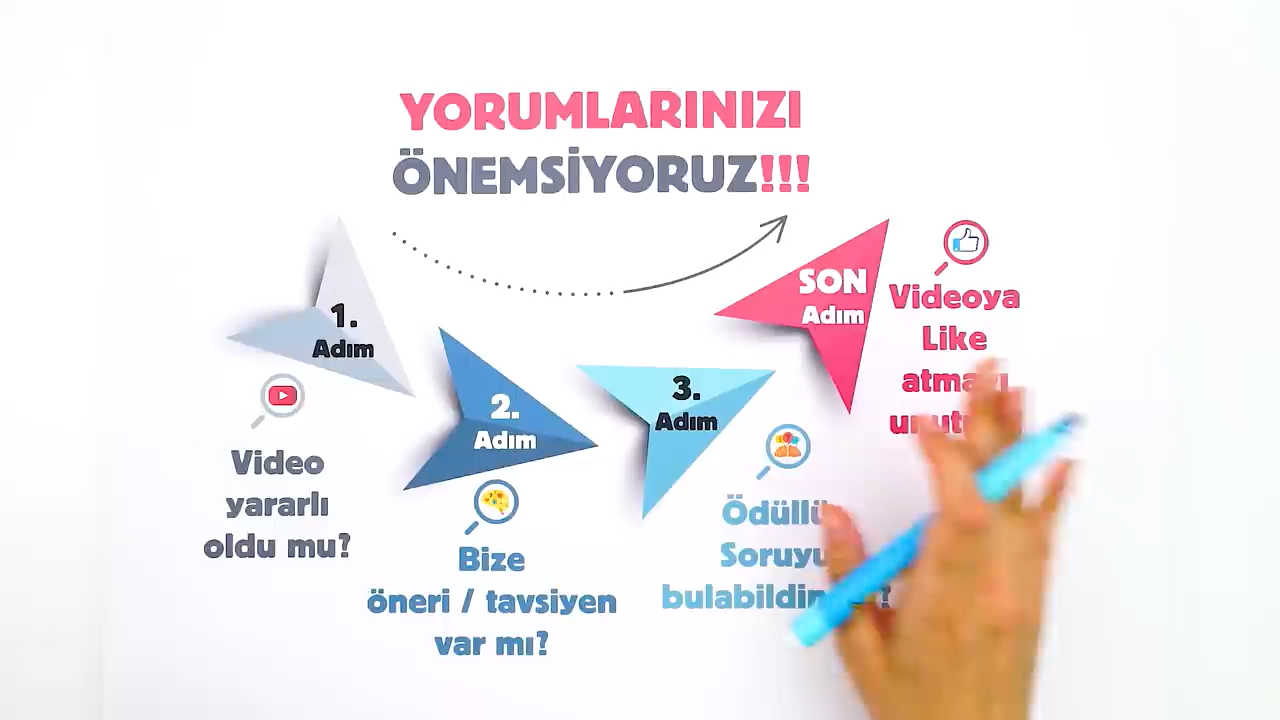 YORUMLARINIZI
ÖNEMSİYORUZ!!!
1.
Adım
Video
yararlı
oldu mu?
2.
Adım
Bize
öneri / tavsiyen
var mı?
3.
Adım
Ödüllü
Soruyu
SON
Adım
Videoya
Like